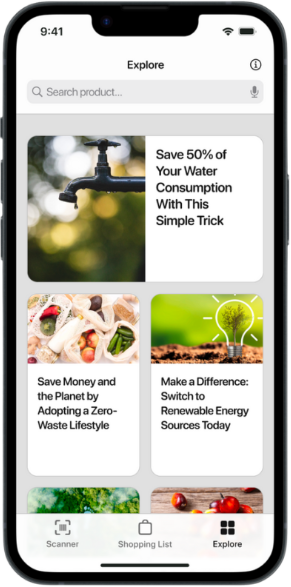 9:41
Explore
Search product...
Save 50% of
Your Water
Consumption
With This
Simple Trick
Save Money and
the Planet by
Adopting a Zero-
Waste Lifestyle
Make a Difference:
Switch to
Renewable Energy
Sources Today
Scanner
Shopping List
Explore